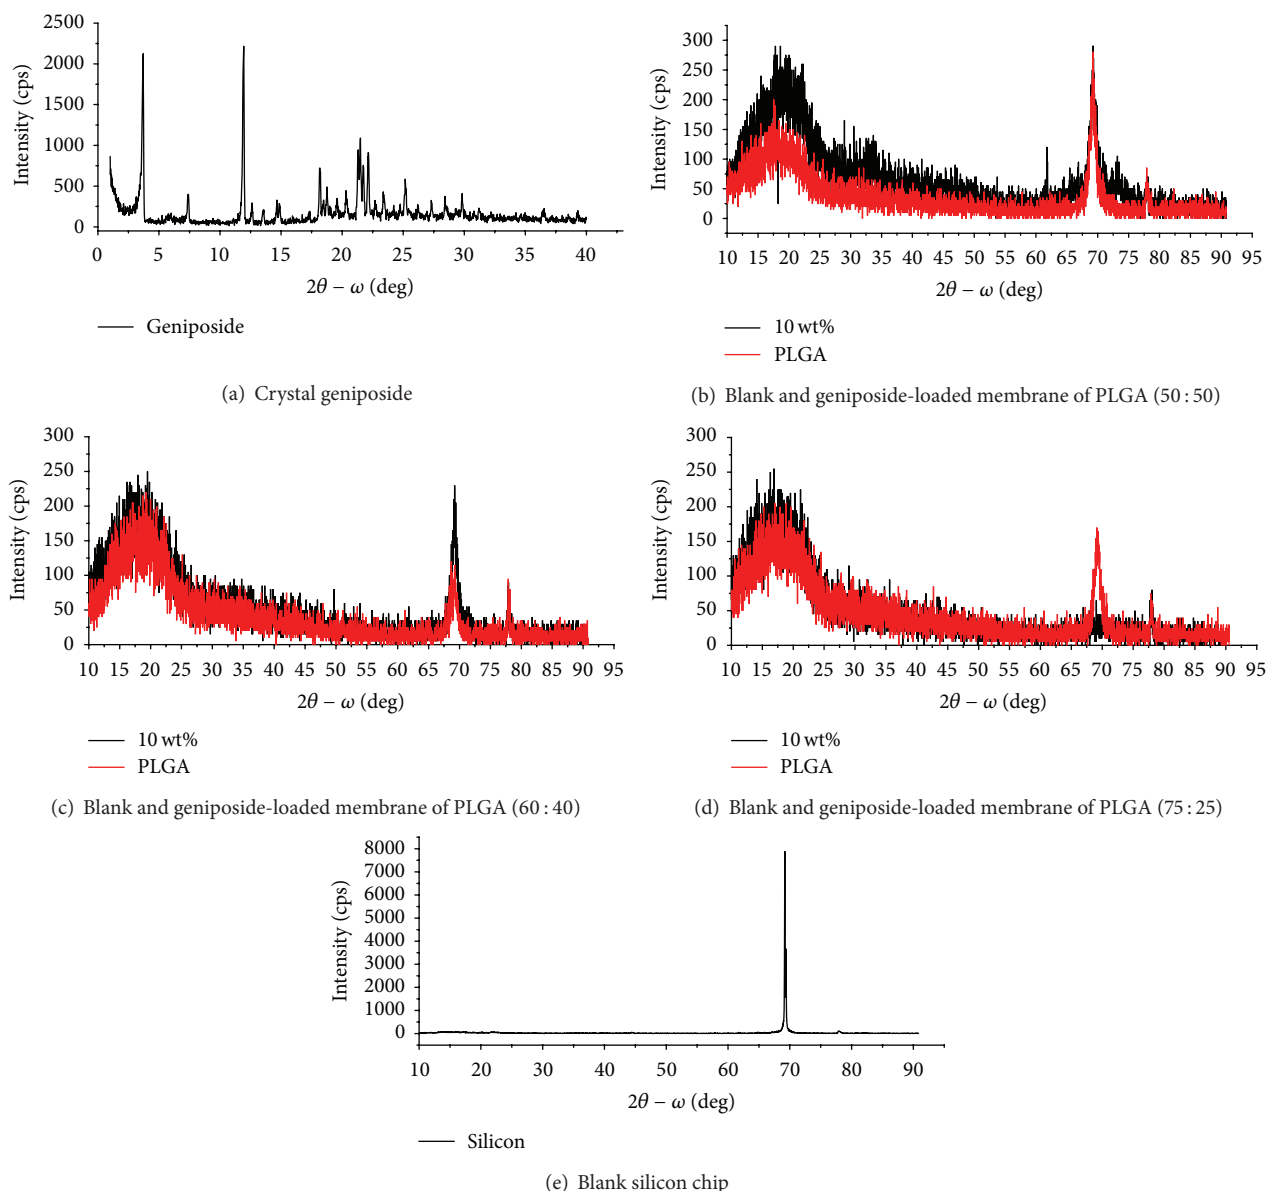 2500
2000
1500
1000
500
0
Intensity (cps)
0 5 10 15 20 25 30 35 40
2θ − ω (deg)
Geniposide
(a) Crystal geniposide
300
250
200
150
100
50
0
Intensity (cps)
10 15 20 25 30 35 40 45 50 55 60 65 70 75 80 85 90 95
2θ − ω (deg)
10 wt%
PLGA
(b) Blank and geniposide-loaded membrane of PLGA (50 : 50)
300
250
200
150
100
50
0
Intensity (cps)
10 15 20 25 30 35 40 45 50 55 60 65 70 75 80 85 90 95
2θ − ω (deg)
10 wt%
PLGA
(c) Blank and geniposide-loaded membrane of PLGA (60 : 40)
300
250
200
150
100
50
0
Intensity (cps)
10 15 20 25 30 35 40 45 50 55 60 65 70 75 80 85 90 95
2θ − ω (deg)
10 wt%
PLGA
(d) Blank and geniposide-loaded membrane of PLGA (75 : 25)
8000
7000
6000
5000
4000
3000
2000
1000
0
Intensity (cps)
10 20 30 40 50 60 70 80 90
2θ − ω (deg)
Silicon
(e) Blank silicon chip